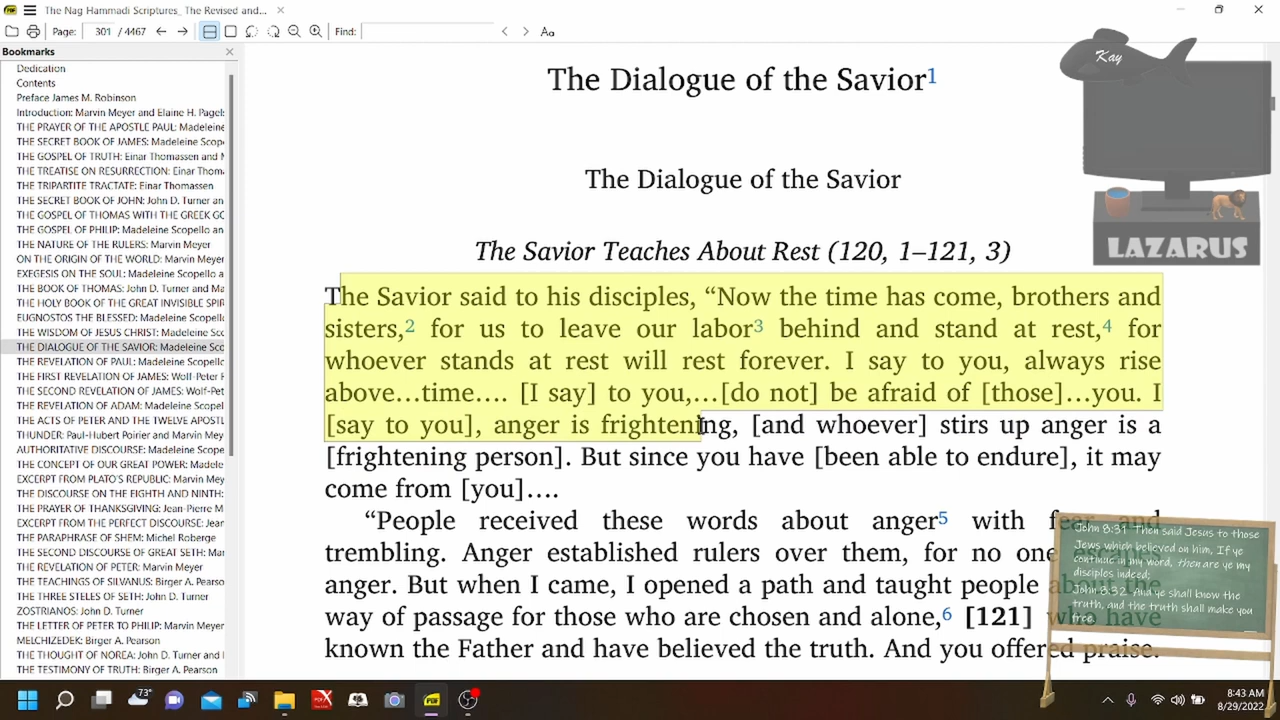 The Nag Hammadi Scriptures_ The Revised and...
Page: 301 / 4467 Find: Aa
Bookmarks
Dedication
Contents
Preface James M. Robinson
Introduction: Marvin Meyer and Elaine H. Pagel
THE PRAYER OF THE APOSTLE PAUL: Madelein
THE SECRET BOOK OF JAMES: Madeleine Scop
THE GOSPEL OF TRUTH: Einar Thomassen and
THE TREATISE ON RESURRECTION: Einar Thom
THE TRIPARTITE TRACTATE: Einar Thomassen
THE SECRET BOOK OF JOHN: John D. Turner and
THE GOSPEL OF THOMAS WITH THE GREEK GO
THE GOSPEL OF PHILIP: Madeleine Scopello an
THE NATURE OF THE RULERS: Marvin Meyer
ON THE ORIGIN OF THE WORLD: Marvin Meye
EXEGESIS ON THE SOUL: Madeleine Scopello a
THE BOOK OF THOMAS: John D. Turner and Ma
THE HOLY BOOK OF THE GREAT INVISIBLE SPIR
EUGNOSTOS THE BLESSED: Madeleine Scopello
THE WISDOM OF JESUS CHRIST: Madeleine Sc
THE DIALOGUE OF THE SAVIOR: Madeleine Sco
THE REVELATION OF PAUL: Madeleine Scopello
THE FIRST REVELATION OF JAMES: Wolf-Peter F
THE SECOND REVELATION OF JAMES: Wolf-Pet
THE REVELATION OF ADAM: Madeleine Scopel
THE ACTS OF PETER AND THE TWELVE APOSTL
THUNDER: Paul-Hubert Poirier and Marvin Mey
AUTHORITATIVE DISCOURSE: Madeleine Scopel
THE CONCEPT OF OUR GREAT POWER: Madele
EXCERPT FROM PLATO'S REPUBLIC: Marvin Mey
THE DISCOURSE ON THE EIGHTH AND NINTH:
THE PRAYER OF THANKSGIVING: Jean-Pierre M
EXCERPT FROM THE PERFECT DISCOURSE: Jear
THE PARAPHRASE OF SHEM: Michel Roberge
THE SECOND DISCOURSE OF GREAT SETH: Mar
THE REVELATION OF PETER: Marvin Meyer
THE TEACHINGS OF SILVANUS: Birger A. Pearso
THE THREE STELES OF SETH: John D. Turner
ZOSTRIANOS: John D. Turner
THE LETTER OF PETER TO PHILIP: Marvin Meyer
MELCHIZEDEK: Birger A. Pearson
THE THOUGHT OF NOREA: John D. Turner and
THE TESTIMONY OF TRUTH: Birger A. Pearson
The Dialogue of the Savior1
The Dialogue of the Savior
The Savior Teaches About Rest (120, 1–121, 3)
The Savior said to his disciples, “Now the time has come, brothers and
sisters,2 for us to leave our labor3 behind and stand at rest,4 for
whoever stands at rest will rest forever. I say to you, always rise
above…time…. [I say] to you,…[do not] be afraid of [those]…you. I
[say to you], anger is frightening, [and whoever] stirs up anger is a
[frightening person]. But since you have [been able to endure], it may
come from [you]….
“People received these words about anger5 with fear and
trembling. Anger established rulers over them, for no one escapes
anger. But when I came, I opened a path and taught people about the
way of passage for those who are chosen and alone,6 [121] who have
known the Father and have believed the truth. And you offered praise.
Kay
LAZARUS
John 8:31 Then said Jesus to those
Jews which believed on him, If ye
continue in my word, then are ye my
disciples indeed;
John 8:32 And ye shall know the
truth, and the truth shall make you
free.
73°
PDF
8:43 AM
8/29/2022